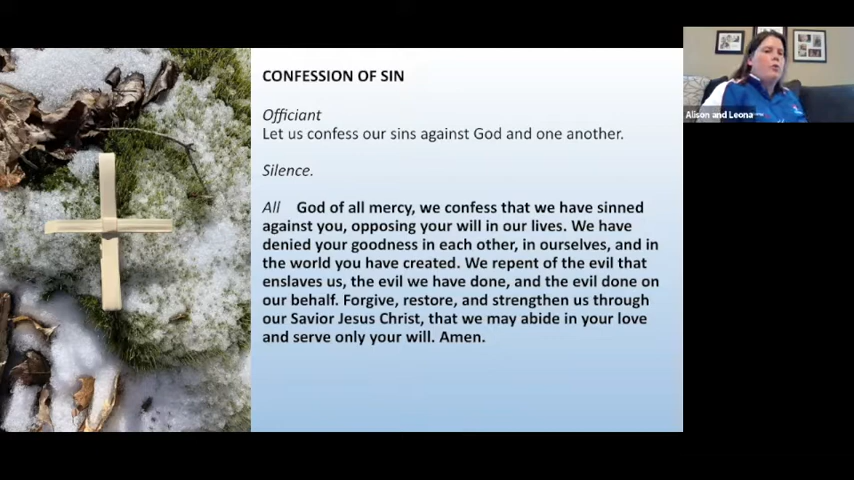 CONFESSION OF SIN
Officiant
Let us confess our sins against God and one another.
Silence.
All God of all mercy, we confess that we have sinned
against you, opposing your will in our lives. We have
denied your goodness in each other, in ourselves, and in
the world you have created. We repent of the evil that
enslaves us, the evil we have done, and the evil done on
our behalf. Forgive, restore, and strengthen us through
our Savior Jesus Christ, that we may abide in your love
and serve only your will. Amen.
Alison and Leona